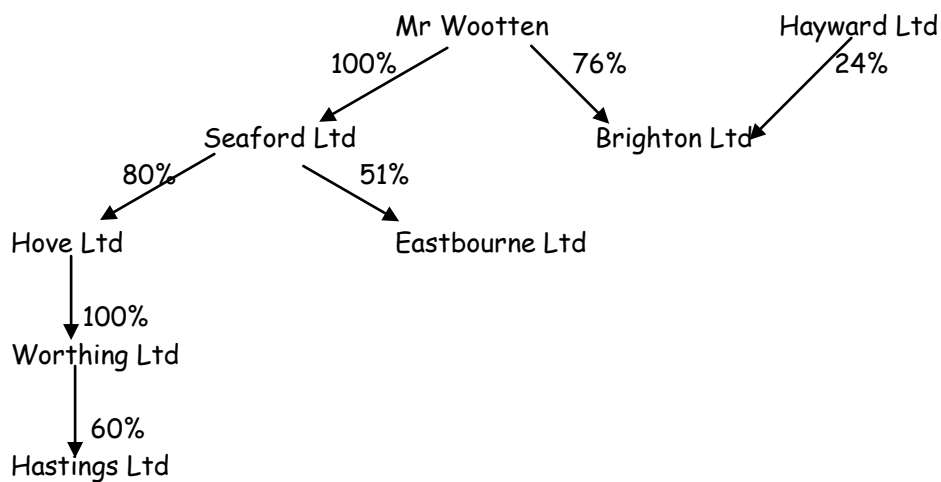 Mr Wootten
Hayward Ltd
100%
76%
24%
Seaford Ltd
Brighton Ltd
80%
51%
Hove Ltd
Eastbourne Ltd
100%
Worthing Ltd
60%
Hastings Ltd